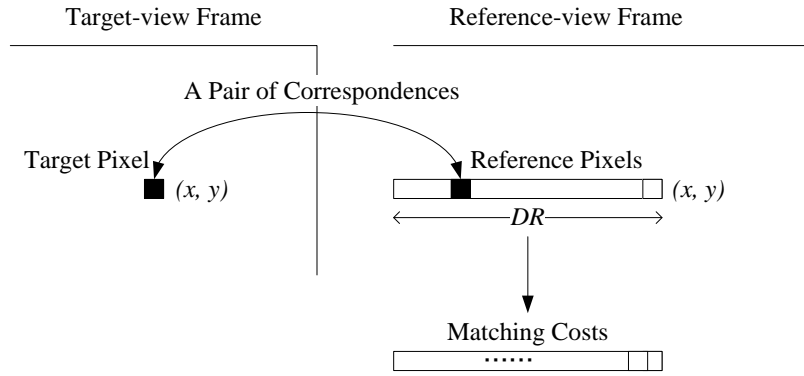 Target-view Frame
Reference-view Frame
A Pair of Correspondences
Target Pixel
Reference Pixels
(x, y)
(x, y)
DR
Matching Costs
......